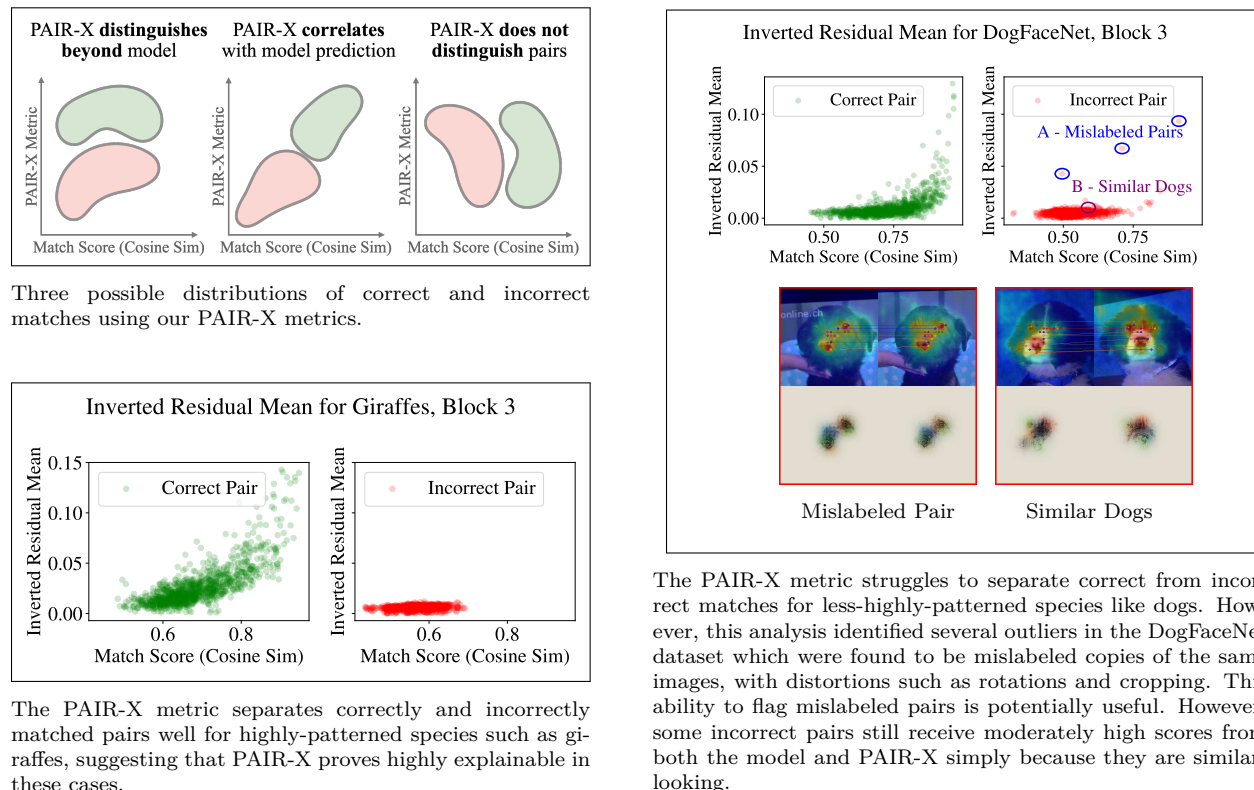 PAIR-X distinguishes
beyond model
PAIR-X correlates
with model prediction
PAIR-X does not
distinguish pairs
PAIR-X Metric
Match Score (Cosine Sim)
PAIR-X Metric
Match Score (Cosine Sim)
PAIR-X Metric
Match Score (Cosine Sim)
Three possible distributions of correct and incorrect
matches using our PAIR-X metrics.
Inverted Residual Mean for Giraffes, Block 3
Inverted Residual Mean
0.15
0.10
0.05
0.00
Correct Pair
0.6
0.8
Match Score (Cosine Sim)
Inverted Residual Mean
Incorrect Pair
0.6
0.8
Match Score (Cosine Sim)
The PAIR-X metric separates correctly and incorrectly
matched pairs well for highly-patterned species such as gi-
raffes, suggesting that PAIR-X proves highly explainable in
these cases.
Inverted Residual Mean for DogFaceNet, Block 3
Inverted Residual Mean
0.10
0.05
0.00
Correct Pair
0.50
0.75
Match Score (Cosine Sim)
Inverted Residual Mean
Incorrect Pair
A - Mislabeled Pairs
B - Similar Dogs
0.50
0.75
Match Score (Cosine Sim)
online.ch
Mislabeled Pair
Similar Dogs
The PAIR-X metric struggles to separate correct from incor
rect matches for less-highly-patterned species like dogs. How
ever, this analysis identified several outliers in the DogFaceNe
dataset which were found to be mislabeled copies of the sam
images, with distortions such as rotations and cropping. Thi
ability to flag mislabeled pairs is potentially useful. However
some incorrect pairs still receive moderately high scores from
both the model and PAIR-X simply because they are similar
looking.